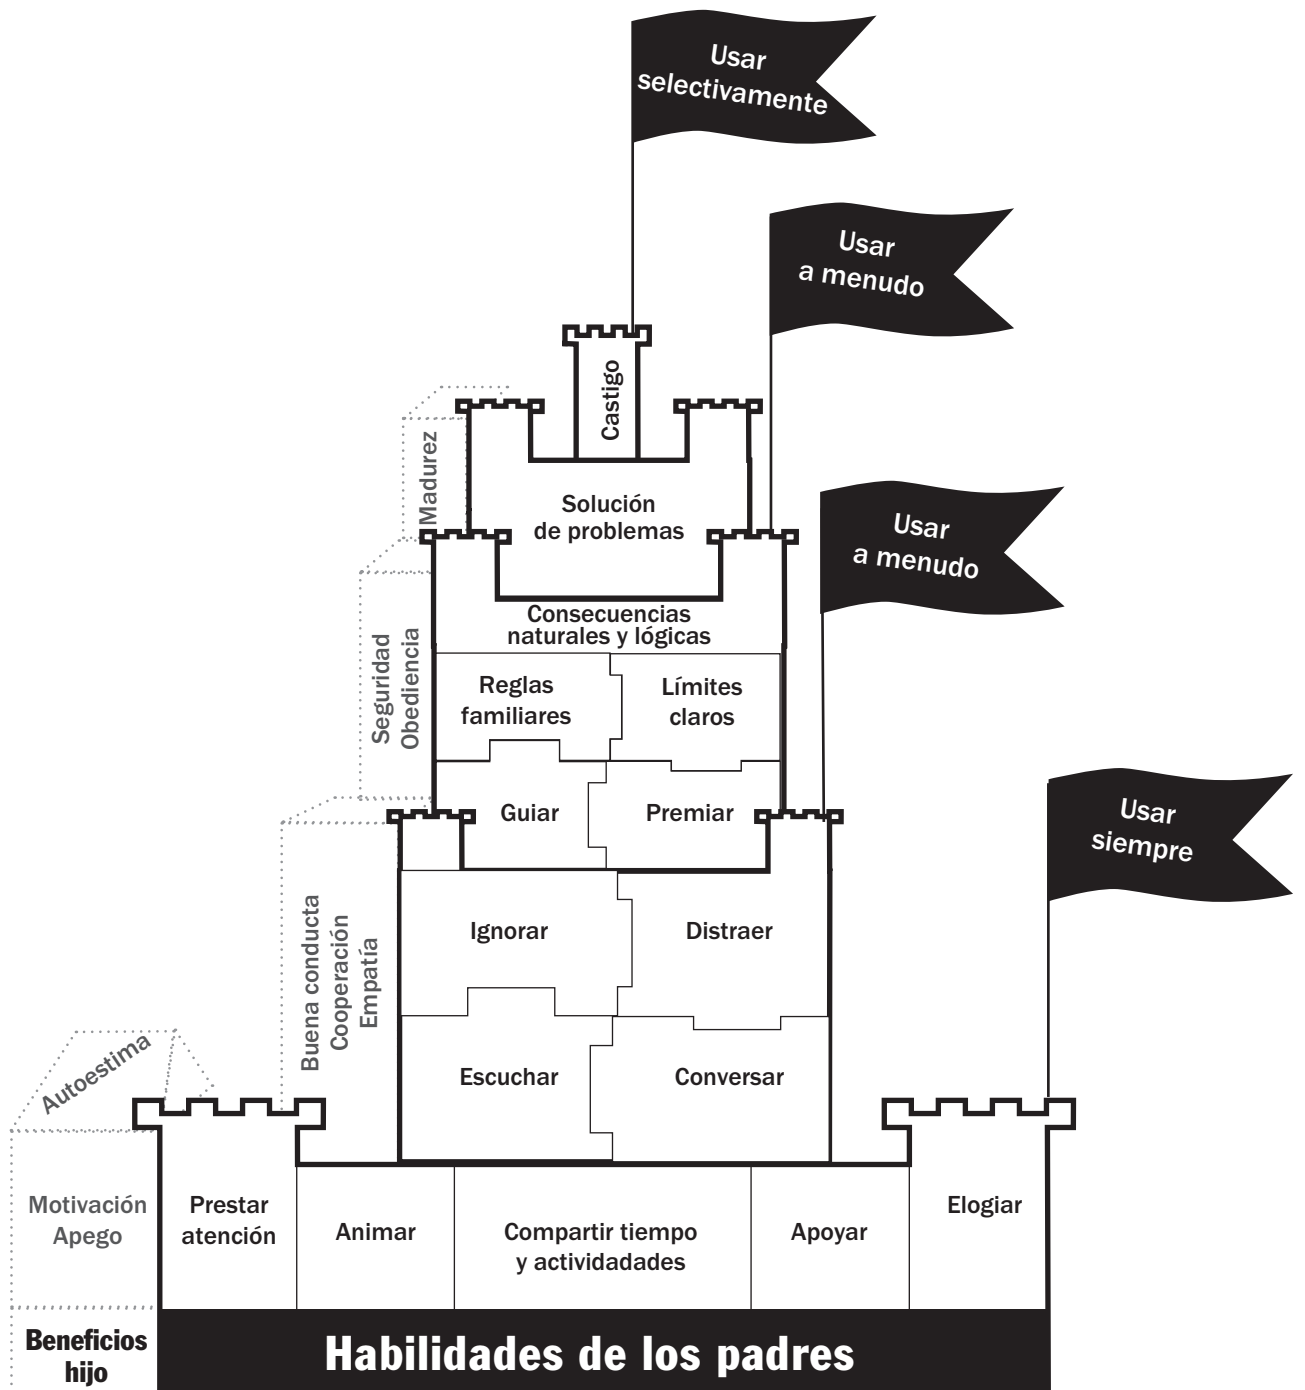 Usar
selectivamente
Usar
a menudo
Castigo
Madurez
Solución
de problemas
Usar
a menudo
Consecuencias
naturales y lógicas
Seguridad
Obediencia
Reglas
familiares
Límites
claros
Guiar
Premiar
Usar
siempre
Buena conducta
Cooperación
Empatía
Ignorar
Distraer
Escuchar
Conversar
Autoestima
Motivación
Apego
Prestar
atención
Animar
Compartir tiempo
y actividadades
Apoyar
Elogiar
Beneficios
hijo
Habilidades de los padres